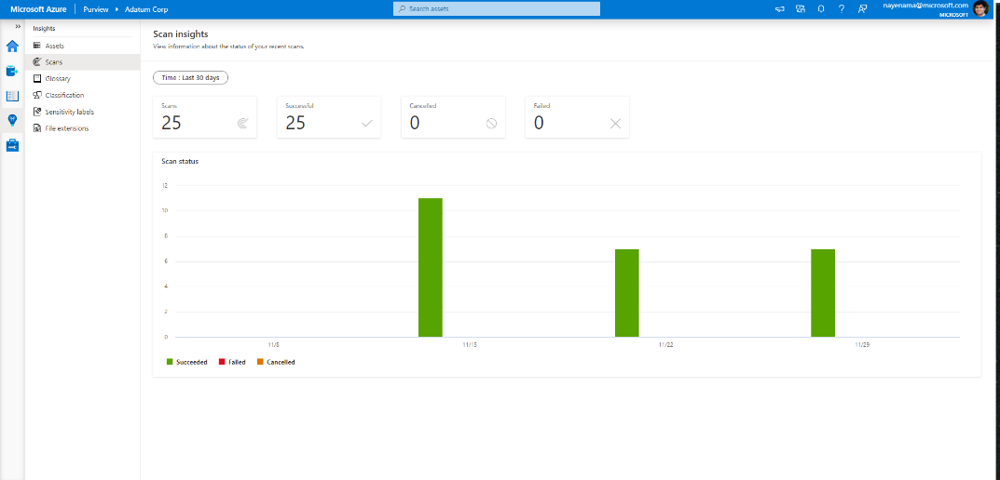 Microsoft Azure Purview Adatum Corp
Search assets
nayenama@microsoft.com
MICROSOFT
Insights
Assets
Scans
Glossary
Classification
Sensitivity labels
File extensions
Scan insights
View information about the status of your recent scans.
Time : Last 30 days
Scans
25
Successful
25
Cancelled
0
Failed
0
Scan status
12
10
8
6
4
2
0
11/8 11/15 11/22 11/29
Succeeded Failed Cancelled